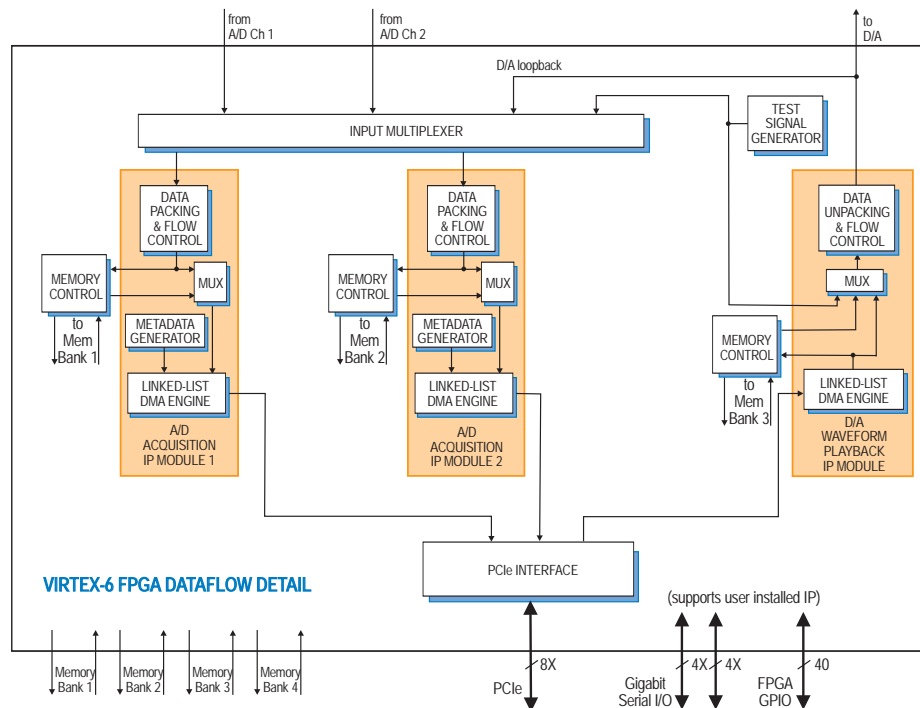 from
A/D Ch 1
from
A/D Ch 2
to
D/A
D/A loopback
INPUT MULTIPLEXER
TEST
SIGNAL
GENERATOR
DATA
PACKING
& FLOW
CONTROL
DATA
PACKING
& FLOW
CONTROL
DATA
UNPACKING
& FLOW
CONTROL
MEMORY
CONTROL
MUX
MEMORY
CONTROL
MUX
MUX
to
Mem
Bank 1
METADATA
GENERATOR
to
Mem
Bank 2
METADATA
GENERATOR
MEMORY
CONTROL
to
Mem
Bank 3
LINKED-LIST
DMA ENGINE
LINKED-LIST
DMA ENGINE
LINKED-LIST
DMA ENGINE
A/D
ACQUISITION
IP MODULE 1
A/D
ACQUISITION
IP MODULE 2
D/A
WAVEFORM
PLAYBACK
IP MODULE
PCIe INTERFACE
VIRTEX-6 FPGA DATAFLOW DETAIL
(supports user installed IP)
Memory
Bank 1
Memory
Bank 2
Memory
Bank 3
Memory
Bank 4
8X
4X
4X
40
PCIe
Gigabit
Serial I/O
FPGA
GPIO